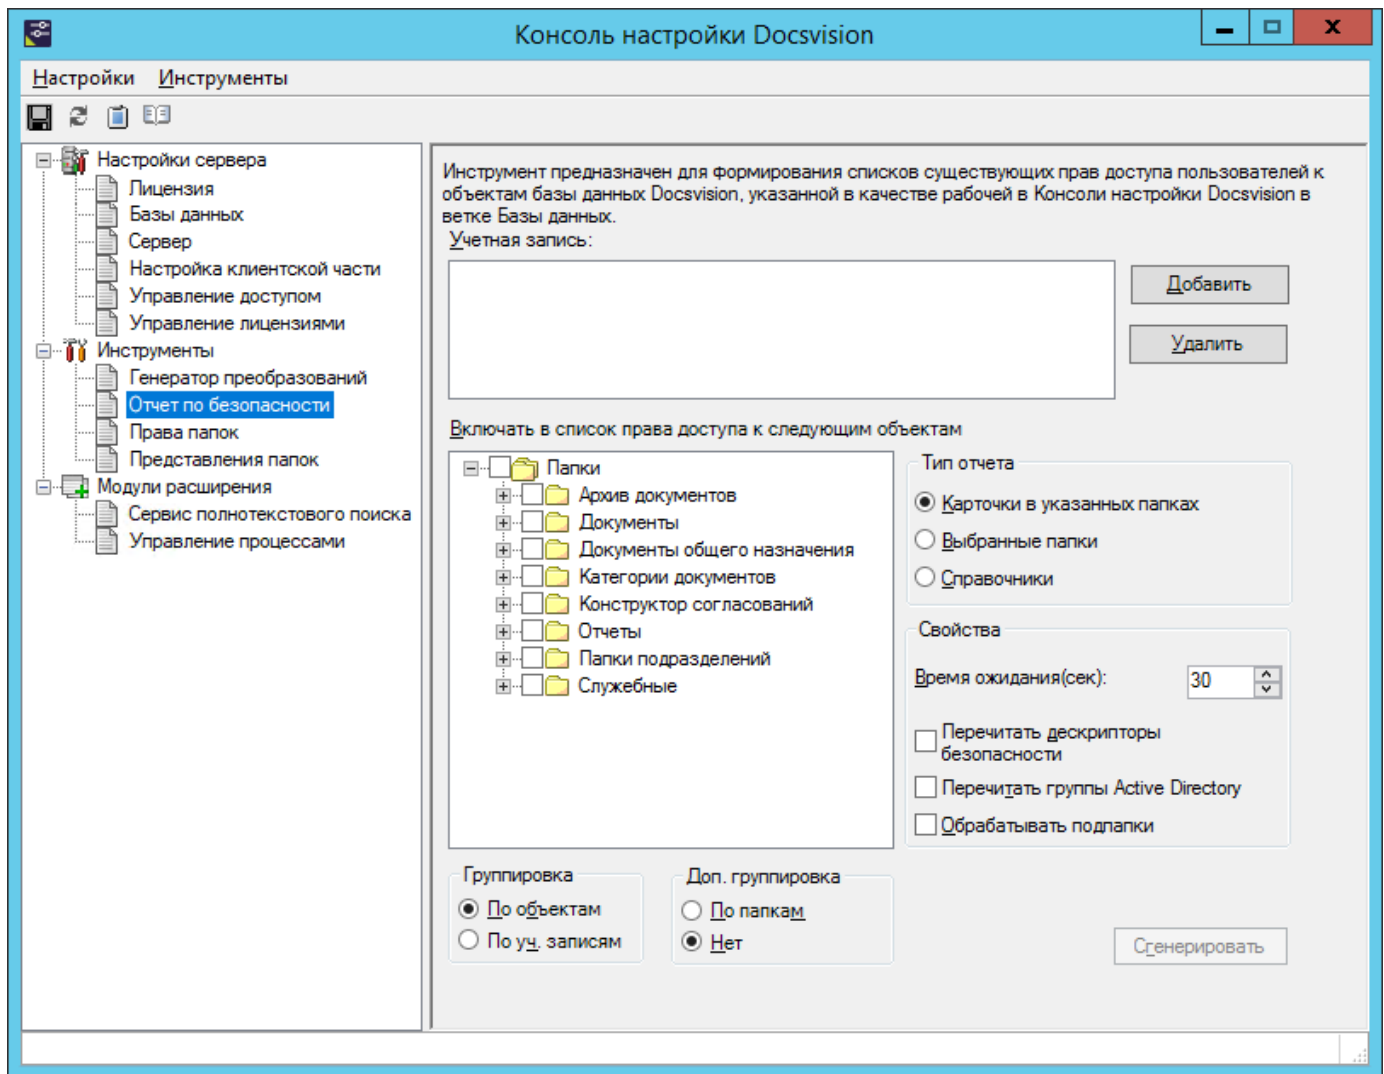 Консоль настройки Docsvision
Настройки Инструменты
Настройки сервера
Лицензия
Базы данных
Сервер
Настройка клиентской части
Управление доступом
Управление лицензиями
Инструменты
Генератор преобразований
Отчет по безопасности
Права папок
Представления папок
Модули расширения
Сервис полнотекстового поиска
Управление процессами
Инструмент предназначен для формирования списков существующих прав доступа пользователей к
объектам базы данных Docsvision, указанной в качестве рабочей в Консоли настройки Docsvision в
ветке Базы данных.
Учетная запись:
Добавить
Удалить
Включать в список права доступа к следующим объектам
Папки
Архив документов
Документы
Документы общего назначения
Категории документов
Конструктор согласований
Отчеты
Папки подразделений
Служебные
Тип отчета
Карточки в указанных папках
Выбранные папки
Справочники
Свойства
Время ожидания(сек): 30
Перечитать дескрипторы
безопасности
Перечитать группы Active Directory
Обрабатывать подпапки
Группировка
По объектам
По уч. записям
Доп. группировка
По папкам
Нет
Сгенерировать